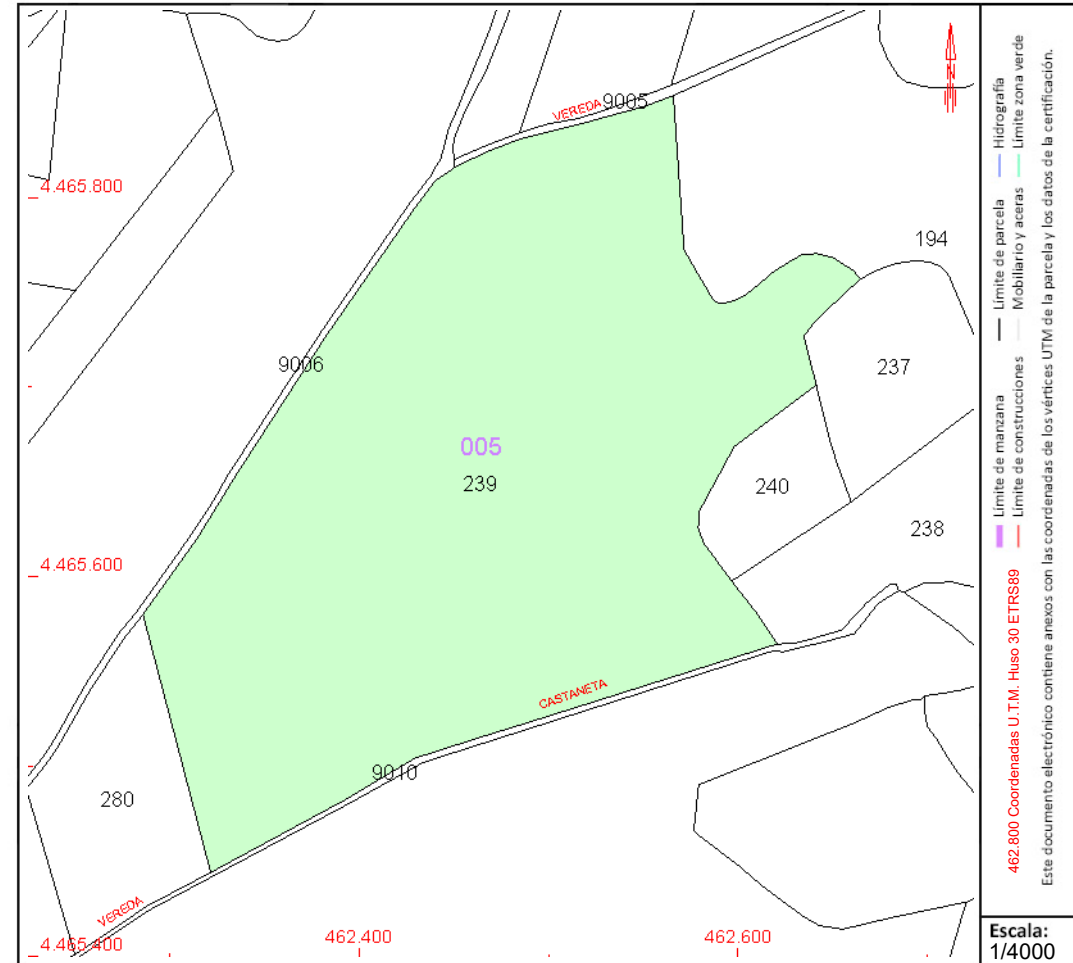 VEREDA 9005
4.465.800
194
9006
237
005
239
240
238
4.465.600
CASTAÑETA
9010
280
VEREDA
4.465.400
462.400
462.600
Límite de manzana
Límite de parcela
Hidrografía
Límite de construcciones
Mobiliario y aceras
Límite zona verde
462.800 Coordenadas U.T.M. Huso 30 ETRS89
Este documento electrónico contiene anexos con las coordenadas de los vértices UTM de la parcela y los datos de la certificación.
N
Escala:
1/4000